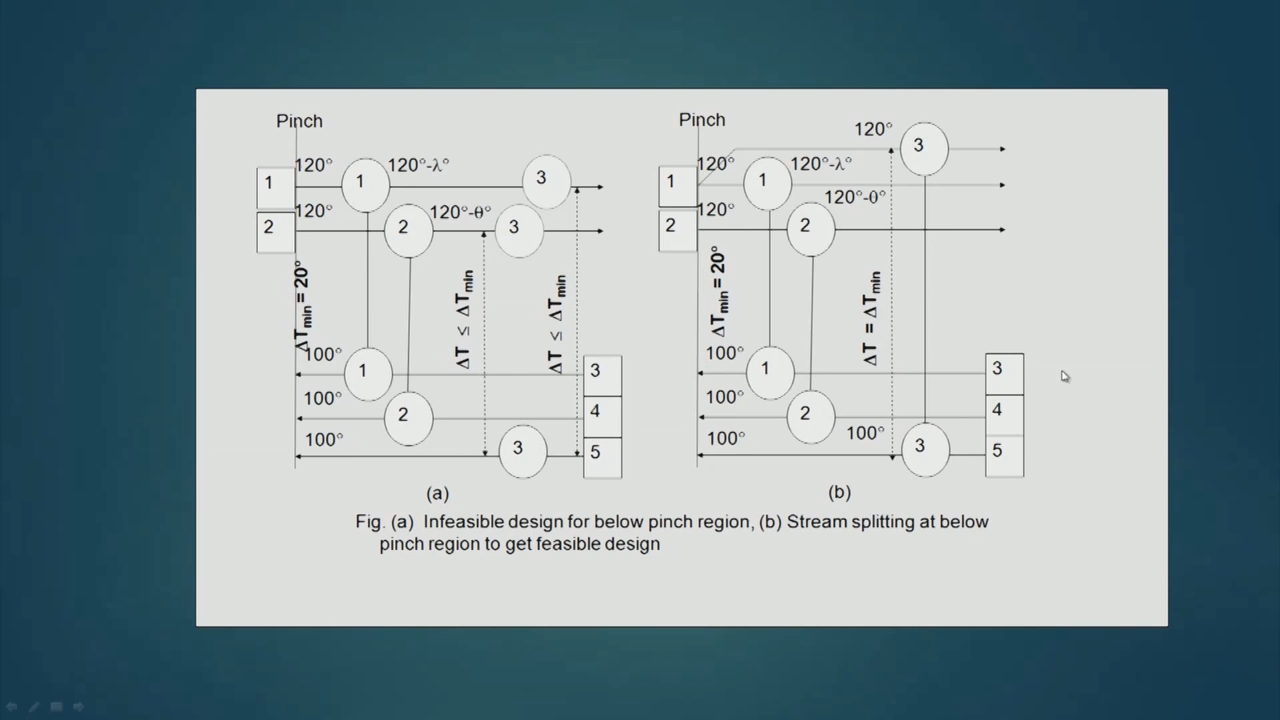 Pinch
120° 120°-λ°
1 1 3
120° 120°-θ°
2 2 3
ΔTmin = 20°
ΔT ≤ ΔTmin
ΔT ≤ ΔTmin
100°
1 3
100°
2 4
100°
3 5
(a)
Pinch
120°
3
120° 120°-λ°
1 1
120° 120°-θ°
2 2
ΔTmin = 20°
ΔT = ΔTmin
100°
1 3
100°
2 4
100° 100°
3 5
(b)
Fig. (a) Infeasible design for below pinch region, (b) Stream splitting at below
pinch region to get feasible design